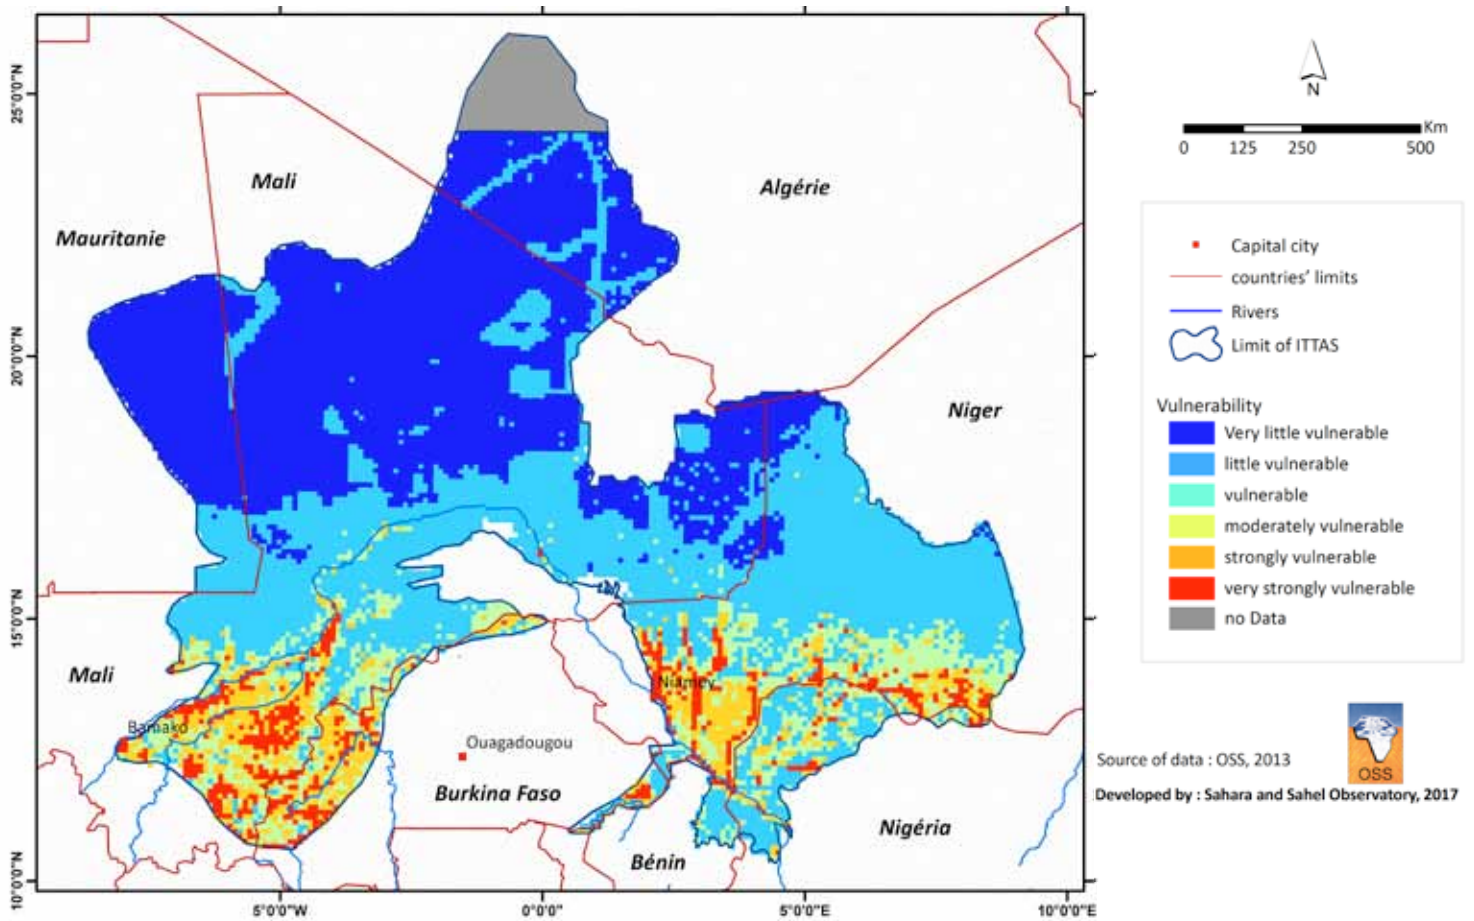 25°0'0"N
20°0'0"N
15°0'0"N
10°0'0"N
5°0'0"W
0°0'0"E
5°0'0"E
10°0'0"E
Mali
Algérie
Mauritanie
Niger
Mali
Niamey
Bamako
Ouagadougou
Burkina Faso
Nigéria
Bénin
N
Km
0 125 250 500
Capital city
countries' limits
Rivers
Limit of ITTAS
Vulnerability
Very little vulnerable
little vulnerable
vulnerable
moderately vulnerable
strongly vulnerable
very strongly vulnerable
no Data
OSS
Source of data : OSS, 2013
Developed by : Sahara and Sahel Observatory, 2017